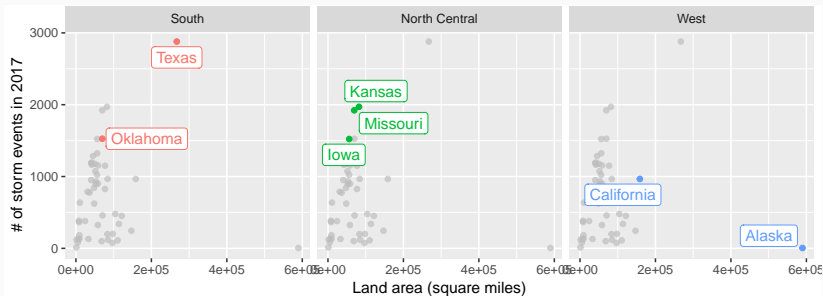 South
North Central
West
# of storm events in 2017
3000
2000
1000
0
Texas
Oklahoma
Kansas
Missouri
Iowa
California
Alaska
0e+00 2e+05 4e+05 6e+05
0e+00 2e+05 4e+05 6e+05
0e+00 2e+05 4e+05 6e+05
Land area (square miles)